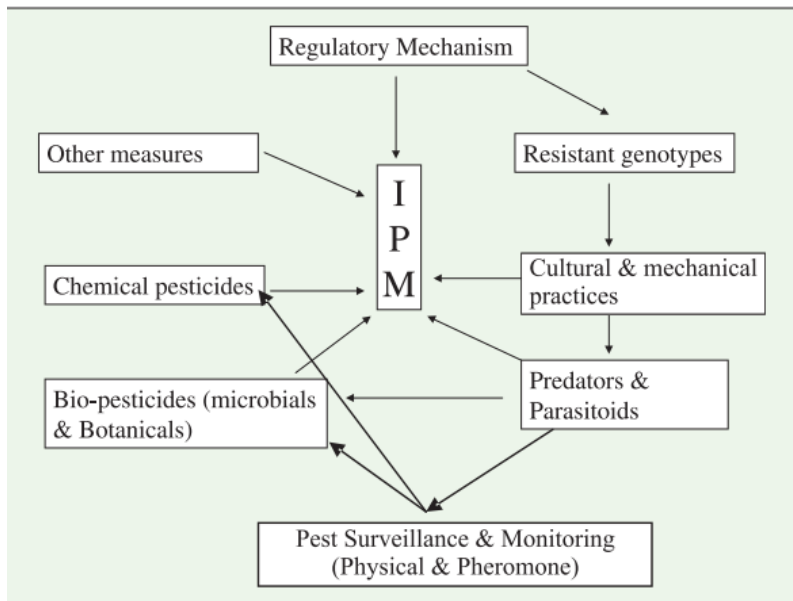 Regulatory Mechanism
Other measures
Resistant genotypes
I
P
M
Chemical pesticides
Cultural & mechanical
practices
Bio-pesticides (microbials
& Botanicals)
Predators &
Parasitoids
Pest Surveillance & Monitoring
(Physical & Pheromone)